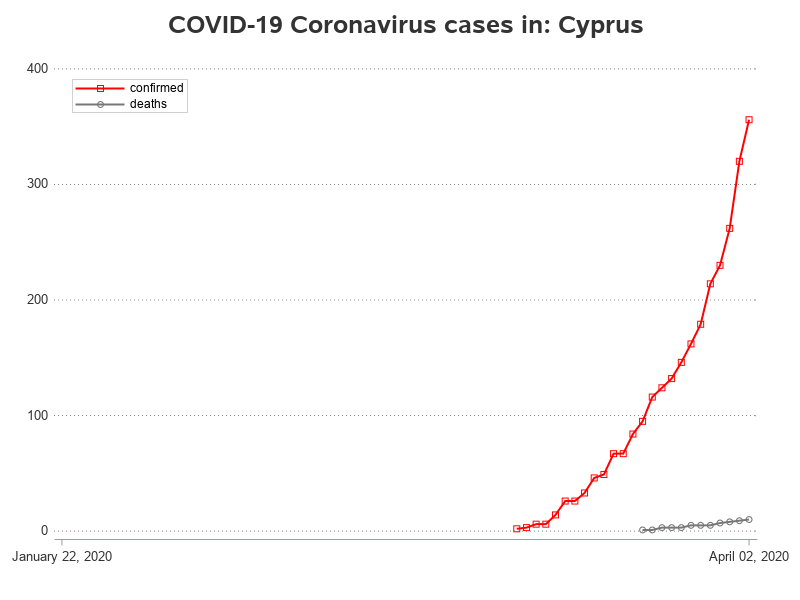 COVID-19 Coronavirus cases in: Cyprus
400
confirmed
deaths
300
200
100
0
January 22, 2020
April 02, 2020